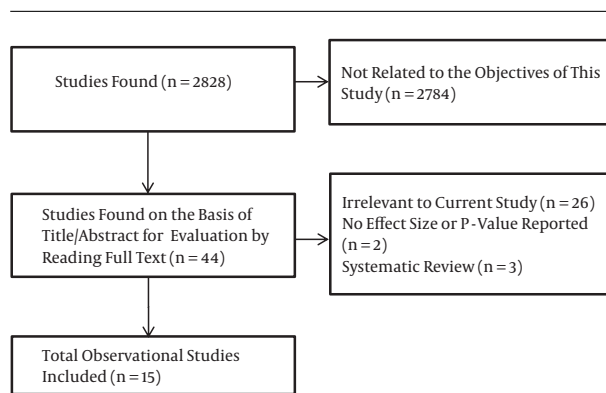 Studies Found (n = 2828)
Not Related to the Objectives of This
Study (n = 2784)
Studies Found on the Basis of
Title/Abstract for Evaluation by
Reading Full Text (n = 44)
Irrelevant to Current Study (n = 26)
No Effect Size or P-Value Reported
(n = 2)
Systematic Review (n = 3)
Total Observational Studies
Included (n = 15)